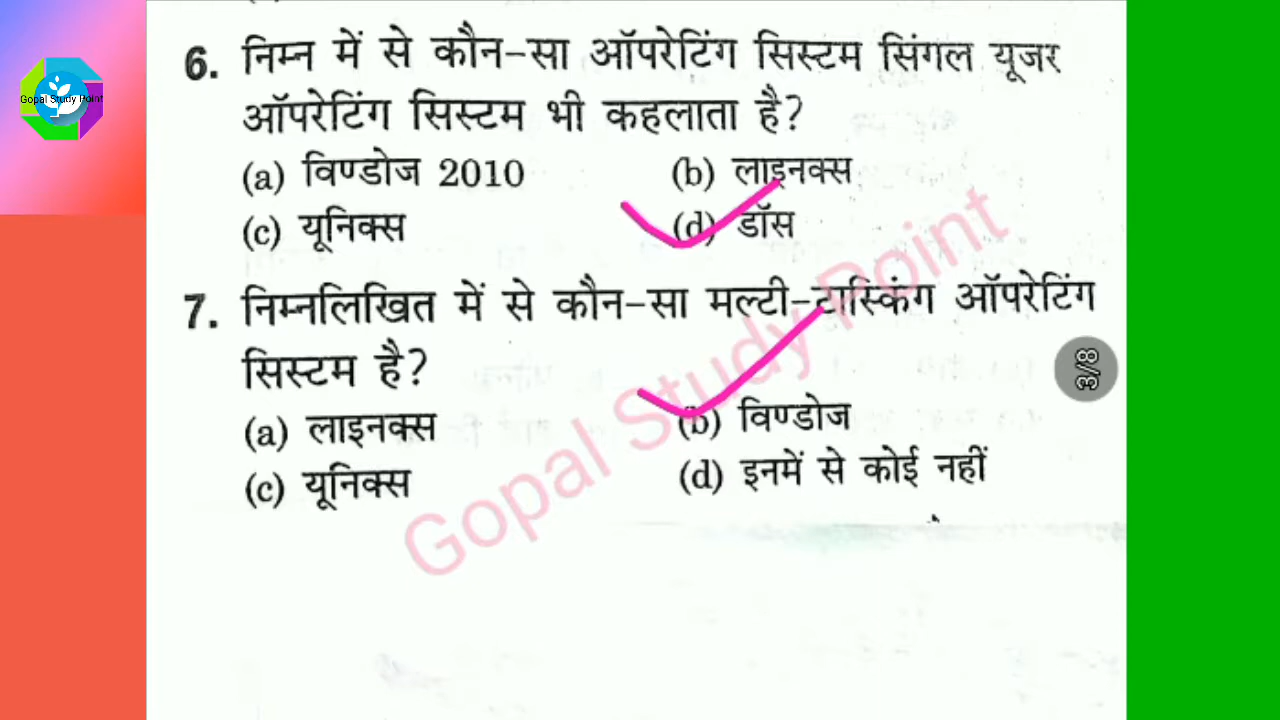 Gopal Study Point
6. निम्न में से कौन-सा ऑपरेटिंग सिस्टम सिंगल यूजर
ऑपरेटिंग सिस्टम भी कहलाता है?
(a) विण्डोज 2010 (b) लाइनक्स
(c) यूनिक्स (d) डॉस
7. निम्नलिखित में से कौन-सा मल्टी-टास्किंग ऑपरेटिंग
सिस्टम है?
(a) लाइनक्स (b) विण्डोज
(c) यूनिक्स (d) इनमें से कोई नहीं
3/8
Gopal Study Point